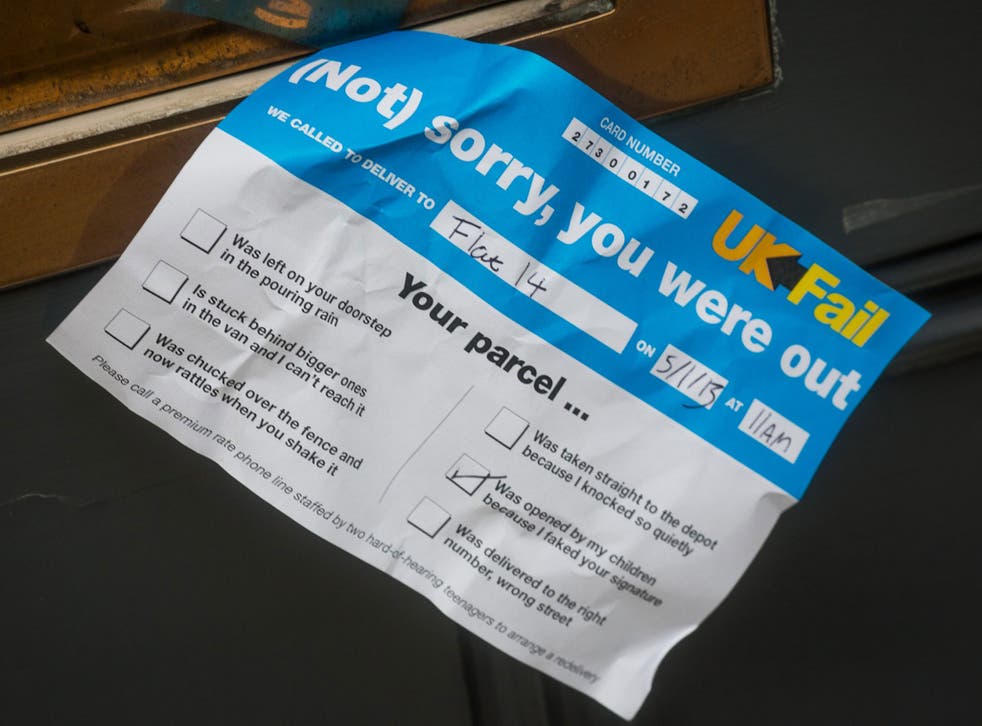 (Not) sorry, you were out
CARD NUMBER
27300172
UK Fail
WE CALLED TO DELIVER TO
Flat 14
ON 5/1/13 AT 11AM
Your parcel ...
Was left on your doorstep
in the pouring rain
Is stuck behind bigger ones
in the van and I can't reach it
Was chucked over the fence and
now rattles when you shake it
Was taken straight to the depot
because I knocked so quietly
Was opened by my children
because I faked your signature
Was delivered to the right
number, wrong street
Please call a premium rate phone line staffed by two hard-of-hearing teenagers to arrange a redelivery